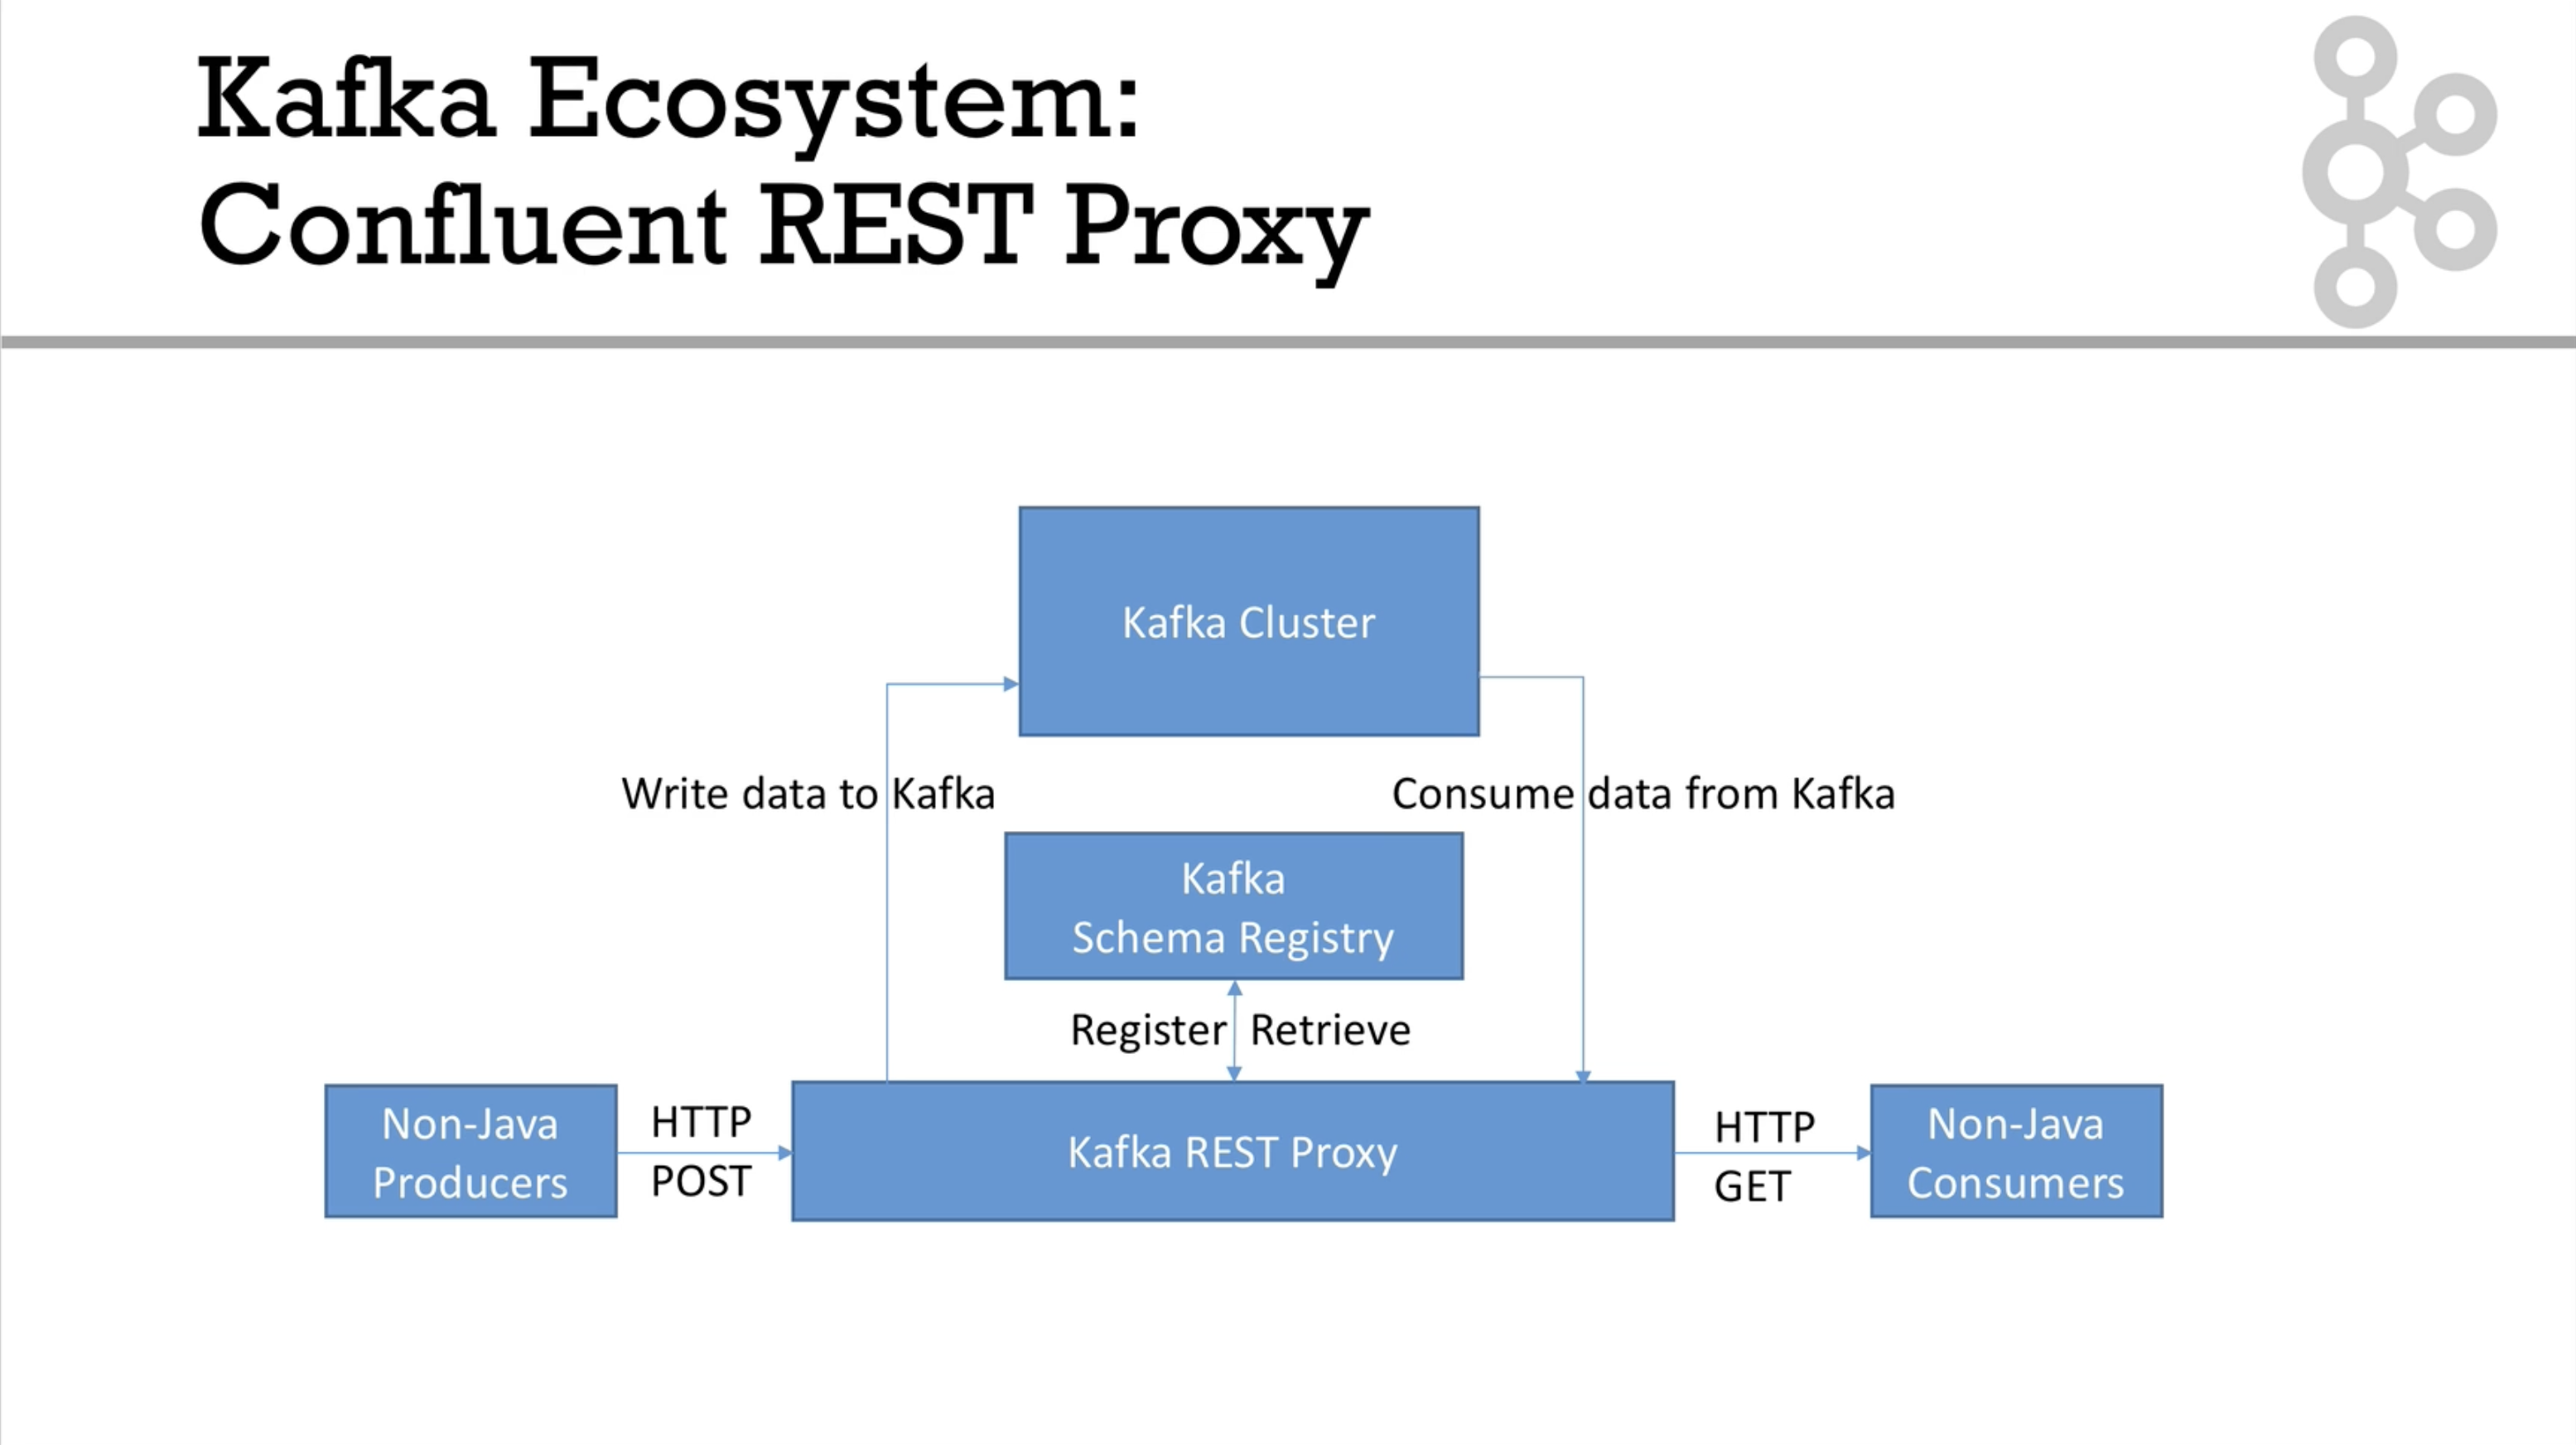 Kafka Ecosystem:
Confluent REST Proxy
Kafka Cluster
Write data to Kafka
Consume data from Kafka
Kafka
Schema Registry
Register
Retrieve
Non-Java
Producers
HTTP
POST
Kafka REST Proxy
HTTP
GET
Non-Java
Consumers